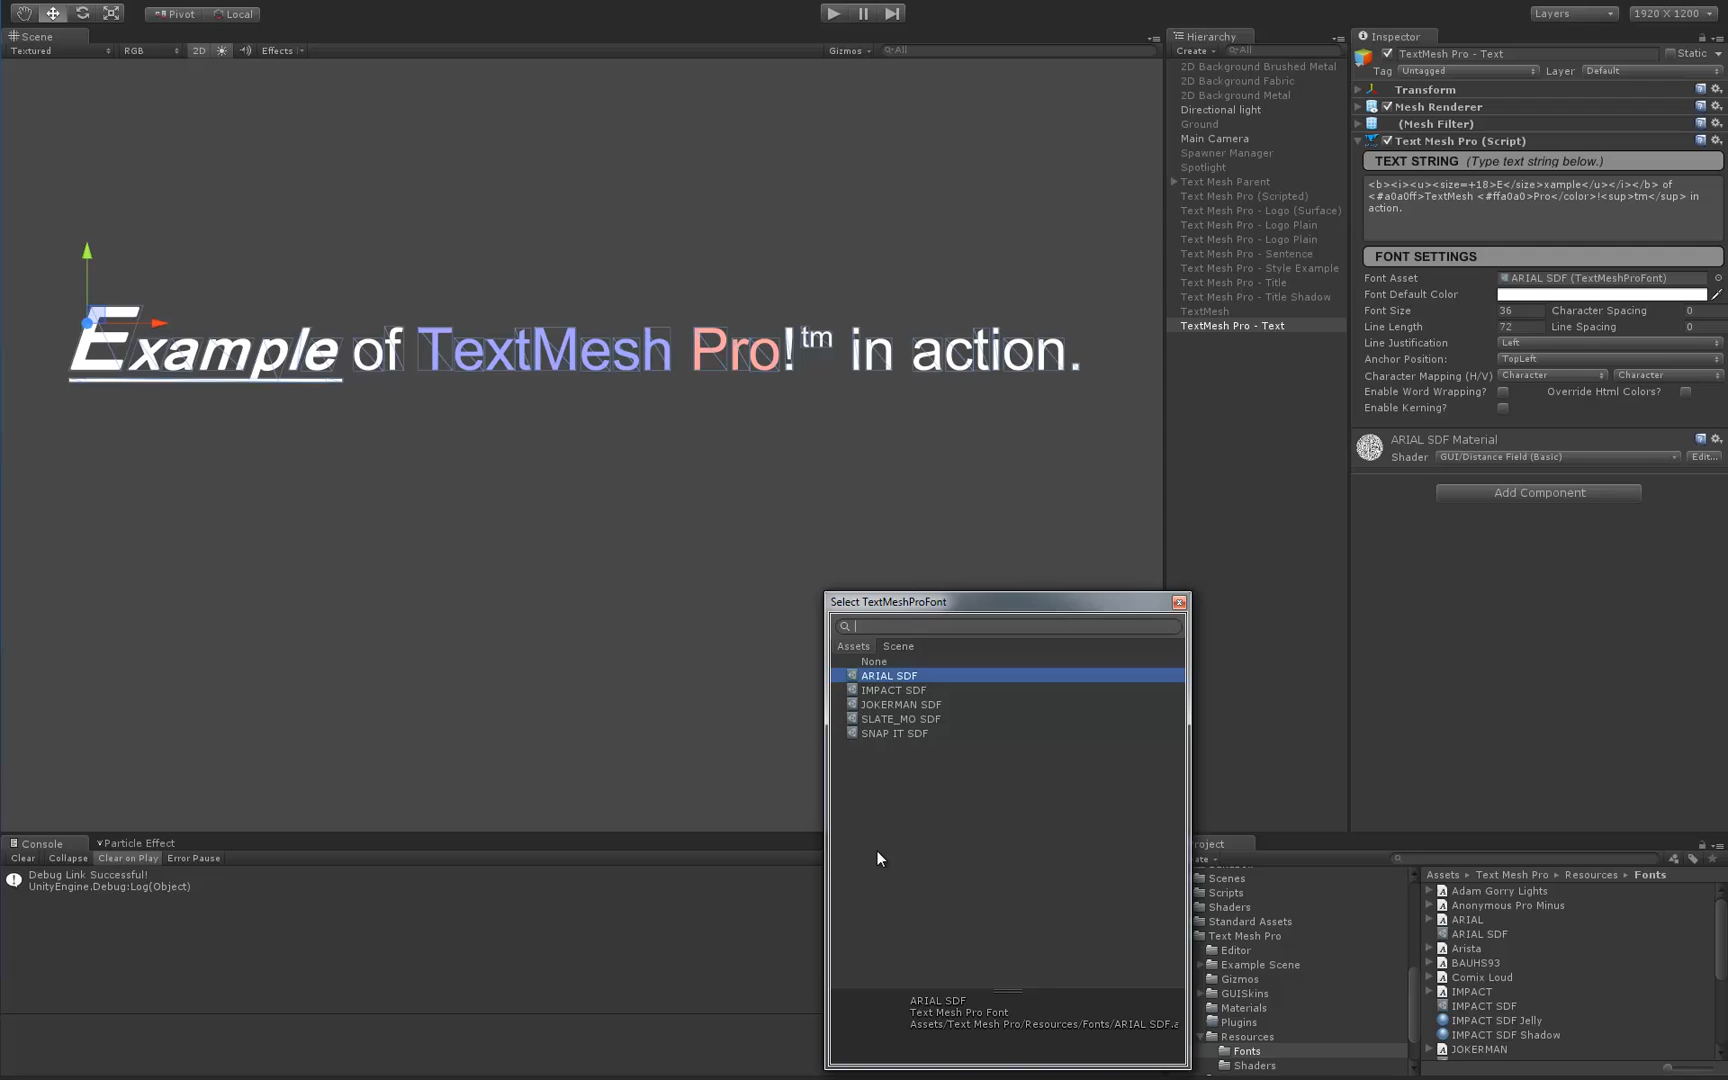 Pivot
Local
Layers
1920 X 1200
Scene
Textured
RGB
2D
Effects
Gizmos
All
Example of TextMesh Pro!tm in action.
Hierarchy
Create
All
2D Background Brushed Metal
2D Background Fabric
2D Background Metal
Directional light
Ground
Main Camera
Spawner Manager
Spotlight
Text Mesh Parent
Text Mesh Pro (Scripted)
Text Mesh Pro - Logo (Surface)
Text Mesh Pro - Logo Plain
Text Mesh Pro - Logo Plain
Text Mesh Pro - Sentence
Text Mesh Pro - Style Example
Text Mesh Pro - Title
Text Mesh Pro - Title Shadow
TextMesh
TextMesh Pro - Text
Inspector
TextMesh Pro - Text
Static
Tag Untagged Layer Default
Transform
Mesh Renderer
(Mesh Filter)
Text Mesh Pro (Script)
TEXT STRING (Type text string below.)
<b><i><u><size=+18>E</size>xample</u></i></b> of
<#a0a0ff>TextMesh <#ffa0a0>Pro</color>!<sup>tm</sup> in
action.
FONT SETTINGS
Font Asset ARIAL SDF (TextMeshProFont)
Font Default Color
Font Size 36 Character Spacing 0
Line Length 72 Line Spacing 0
Line Justification Left
Anchor Position: TopLeft
Character Mapping (H/V) Character Character
Enable Word Wrapping? Override Html Colors?
Enable Kerning?
ARIAL SDF Material
Shader GUI/Distance Field (Basic) Edit...
Add Component
Select TextMeshProFont
Assets Scene
None
ARIAL SDF
IMPACT SDF
JOKERMAN SDF
SLATE_MO SDF
SNAP IT SDF
ARIAL SDF
Text Mesh Pro Font
Assets/Text Mesh Pro/Resources/Fonts/ARIAL SDF.a
Console
Particle Effect
Clear Collapse Clear on Play Error Pause
Debug Link Successful!
UnityEngine.Debug:Log(Object)
roject
ate
Scenes
Scripts
Shaders
Standard Assets
Text Mesh Pro
Editor
Example Scene
Gizmos
GUISkins
Materials
Plugins
Resources
Fonts
Shaders
Assets Text Mesh Pro Resources Fonts
Adam Gorry Lights
Anonymous Pro Minus
ARIAL
ARIAL SDF
Arista
BAUHS93
Comix Loud
IMPACT
IMPACT SDF
IMPACT SDF Jelly
IMPACT SDF Shadow
JOKERMAN